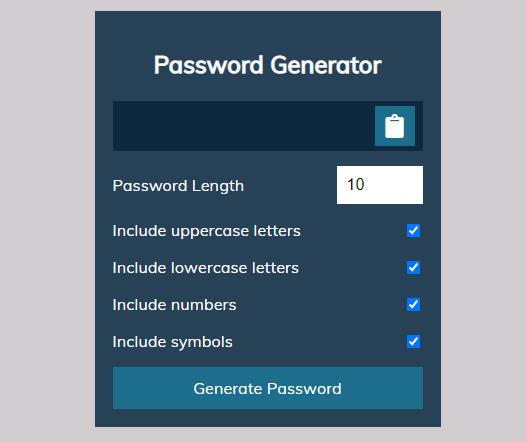 Password Generator
Password Length 10
Include uppercase letters
Include lowercase letters
Include numbers
Include symbols
Generate Password